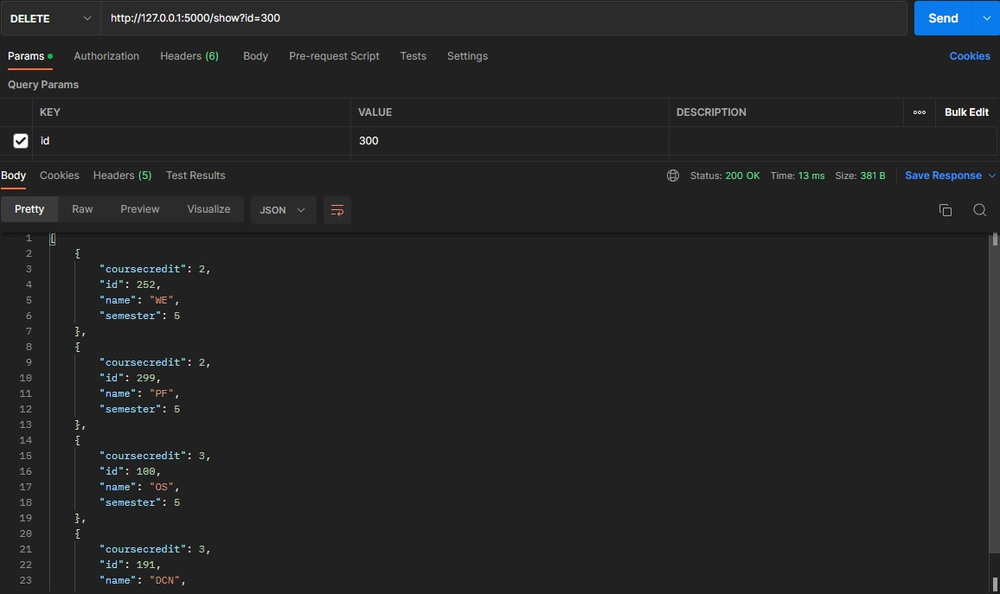 DELETE http://127.0.0.1:5000/show?id=300 Send
Params Authorization Headers (6) Body Pre-request Script Tests Settings Cookies
Query Params
KEY VALUE DESCRIPTION ooo Bulk Edit
id 300
Body Cookies Headers (5) Test Results Status: 200 OK Time: 13 ms Size: 381 B Save Response
Pretty Raw Preview Visualize JSON
1 [
2 {
3 "coursecredit": 2,
4 "id": 252,
5 "name": "WE",
6 "semester": 5
7 },
8 {
9 "coursecredit": 2,
10 "id": 299,
11 "name": "PF",
12 "semester": 5
13 },
14 {
15 "coursecredit": 3,
16 "id": 100,
17 "name": "OS",
18 "semester": 5
19 },
20 {
21 "coursecredit": 3,
22 "id": 191,
23 "name": "DCN",